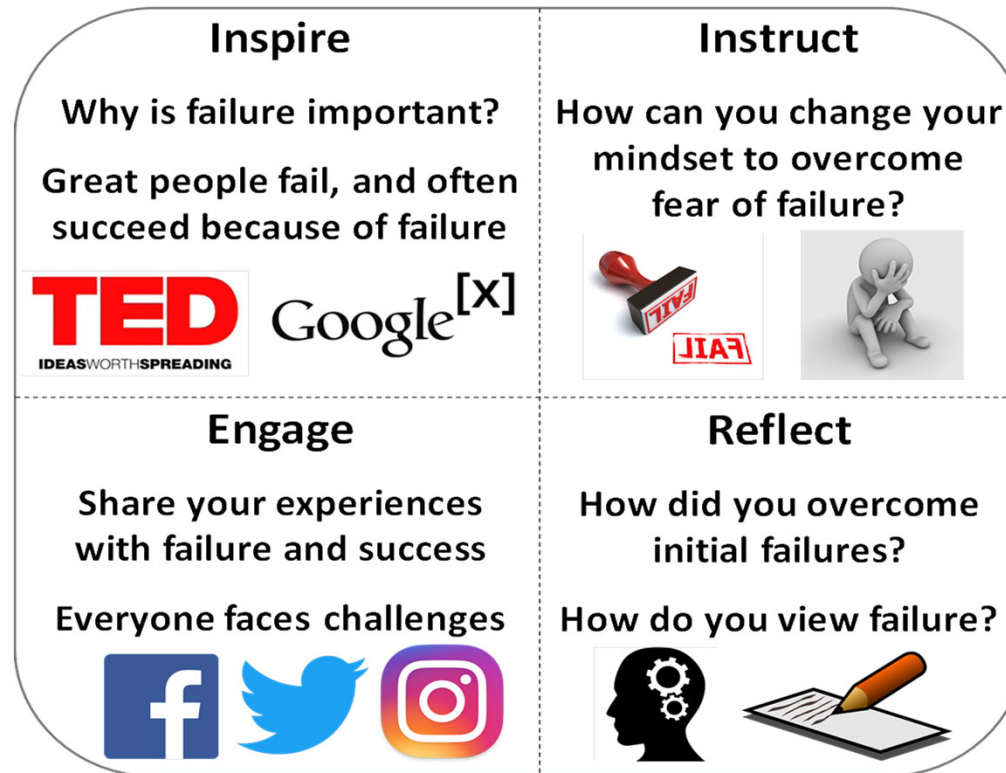 Inspire
Why is failure important?
Great people fail, and often
succeed because of failure
TED
IDEASWORTHSPREADING
Google[x]
Instruct
How can you change your
mindset to overcome
fear of failure?
FAIL
FAIL
Engage
Share your experiences
with failure and success
Everyone faces challenges
f
Reflect
How did you overcome
initial failures?
How do you view failure?